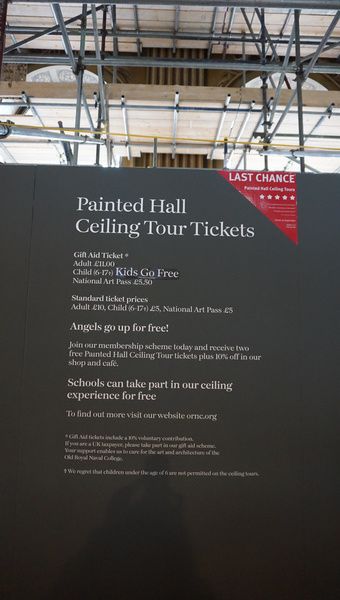 LAST CHANCE
Painted Hall Ceiling Tours
★★★★★
Painted Hall
Ceiling Tour Tickets
Gift Aid Ticket *
Adult £11.00
Child (6-17†) Kids Go Free
National Art Pass £5.50
Standard ticket prices
Adult £10, Child (6-17†) £5, National Art Pass £5
Angels go up for free!
Join our membership scheme today and receive two
free Painted Hall Ceiling Tour tickets plus 10% off in our
shop and café.
Schools can take part in our ceiling
experience for free
To find out more visit our website ornc.org
* Gift Aid tickets include a 10% voluntary contribution.
If you are a UK taxpayer, please take part in our gift aid scheme.
Your support enables us to care for the art and architecture of the
Old Royal Naval College.
† We regret that children under the age of 6 are not permitted on the ceiling tours.